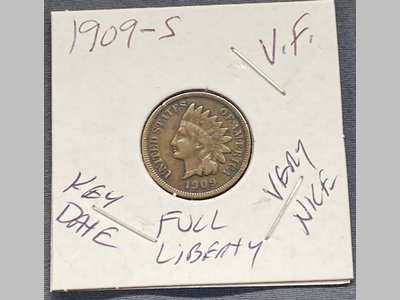 1909-S
V.F.
UNITED STATES OF AMERICA
1909
KEY
DATE
FULL
LIBERTY
VERY
NICE